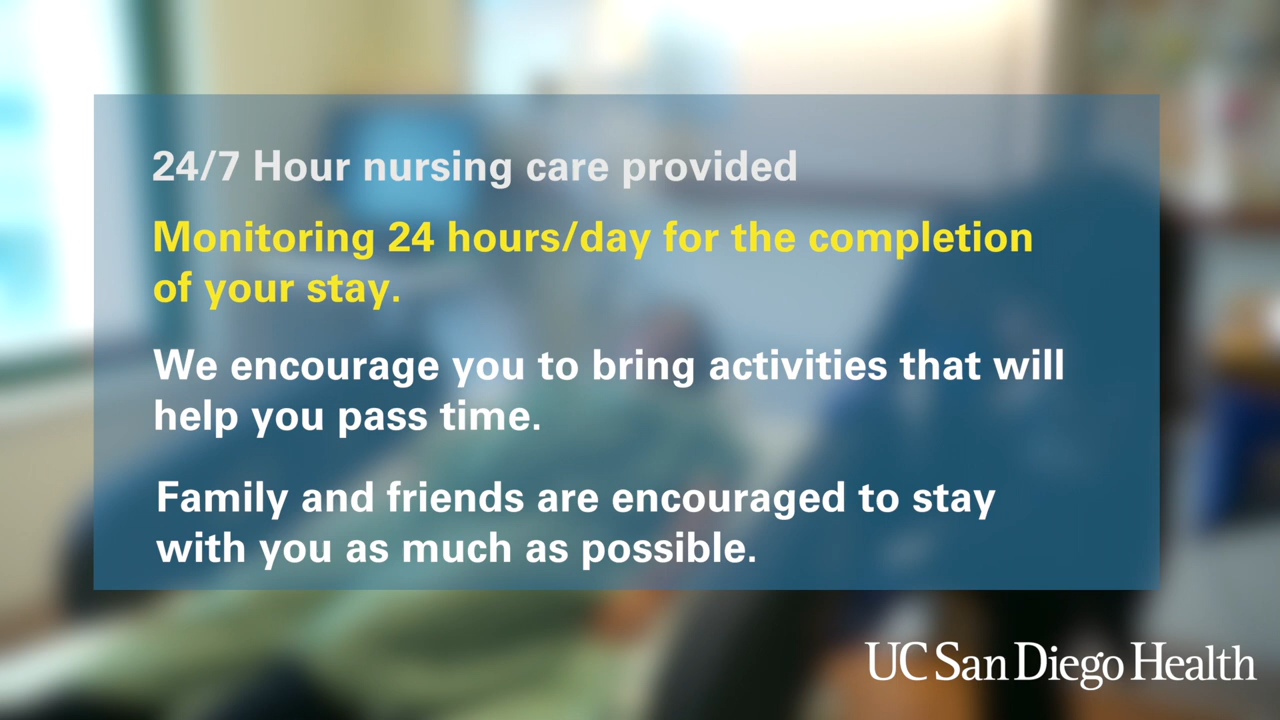 24/7 Hour nursing care provided
Monitoring 24 hours/day for the completion
of your stay.
We encourage you to bring activities that will
help you pass time.
Family and friends are encouraged to stay
with you as much as possible.
UC San Diego Health